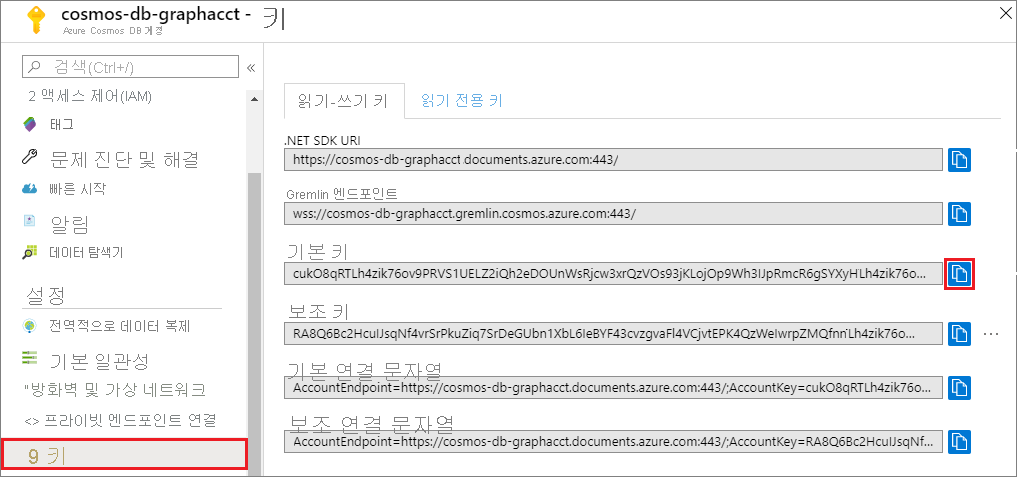 cosmos-db-graphacct - 키
Azure Cosmos DB 계정
검색(Ctrl+/)
«
2 액세스 제어(IAM)
태그
문제 진단 및 해결
빠른 시작
알림
데이터 탐색기
설정
전역적으로 데이터 복제
기본 일관성
"방화벽 및 가상 네트워크
<> 프라이빗 엔드포인트 연결
9 키
읽기-쓰기 키
읽기 전용 키
.NET SDK URI
https://cosmos-db-graphacct.documents.azure.com:443/
Gremlin 엔드포인트
wss://cosmos-db-graphacct.gremlin.cosmos.azure.com:443/
기본 키
cukO8qRTLh4zik76ov9PRVS1UELZ2iQh2eDOUnWsRjcw3xrQzVOs93jKLojOp9Wh3IJpRmcR6gSYXyHLh4zik76o...
보조 키
RA8Q6Bc2HcuIJsqNf4vrSrPkuZiq7SrDeGUbn1XbL6IeBYF43cvzgvaFl4VCjvtEPK4QzWeIwrpZMQfnn̈Lh4zik76o...
기본 연결 문자열
AccountEndpoint=https://cosmos-db-graphacct.documents.azure.com:443/;AccountKey=cukO8qRTLh4zik76o...
보조 연결 문자열
AccountEndpoint=https://cosmos-db-graphacct.documents.azure.com:443/;AccountKey=RA8Q6Bc2HcuIJsqNf...